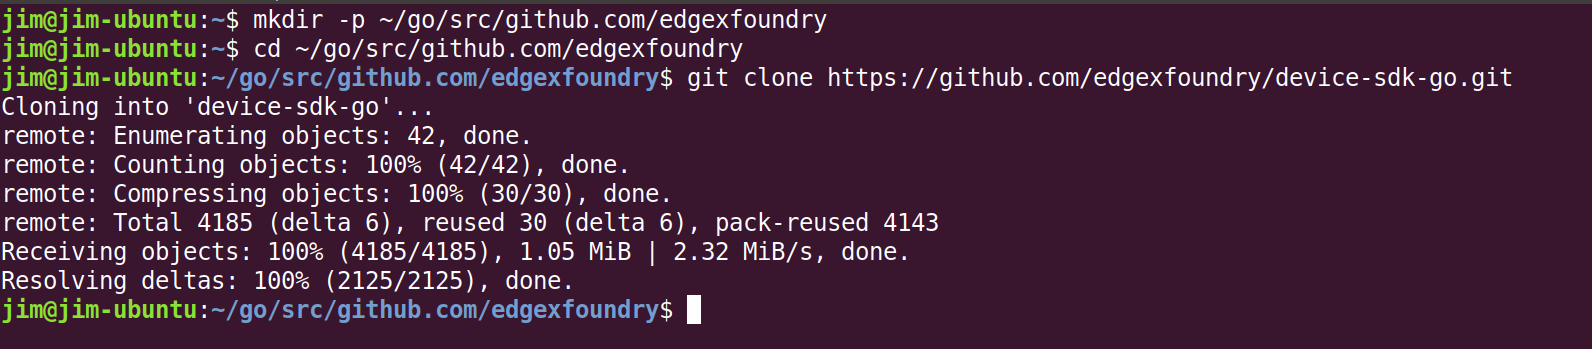 jim@jim-ubuntu:~$ mkdir -p ~/go/src/github.com/edgexfoundry
jim@jim-ubuntu:~$ cd ~/go/src/github.com/edgexfoundry
jim@jim-ubuntu:~/go/src/github.com/edgexfoundry$ git clone https://github.com/edgexfoundry/device-sdk-go.git
Cloning into 'device-sdk-go'...
remote: Enumerating objects: 42, done.
remote: Counting objects: 100% (42/42), done.
remote: Compressing objects: 100% (30/30), done.
remote: Total 4185 (delta 6), reused 30 (delta 6), pack-reused 4143
Receiving objects: 100% (4185/4185), 1.05 MiB | 2.32 MiB/s, done.
Resolving deltas: 100% (2125/2125), done.
jim@jim-ubuntu:~/go/src/github.com/edgexfoundry$